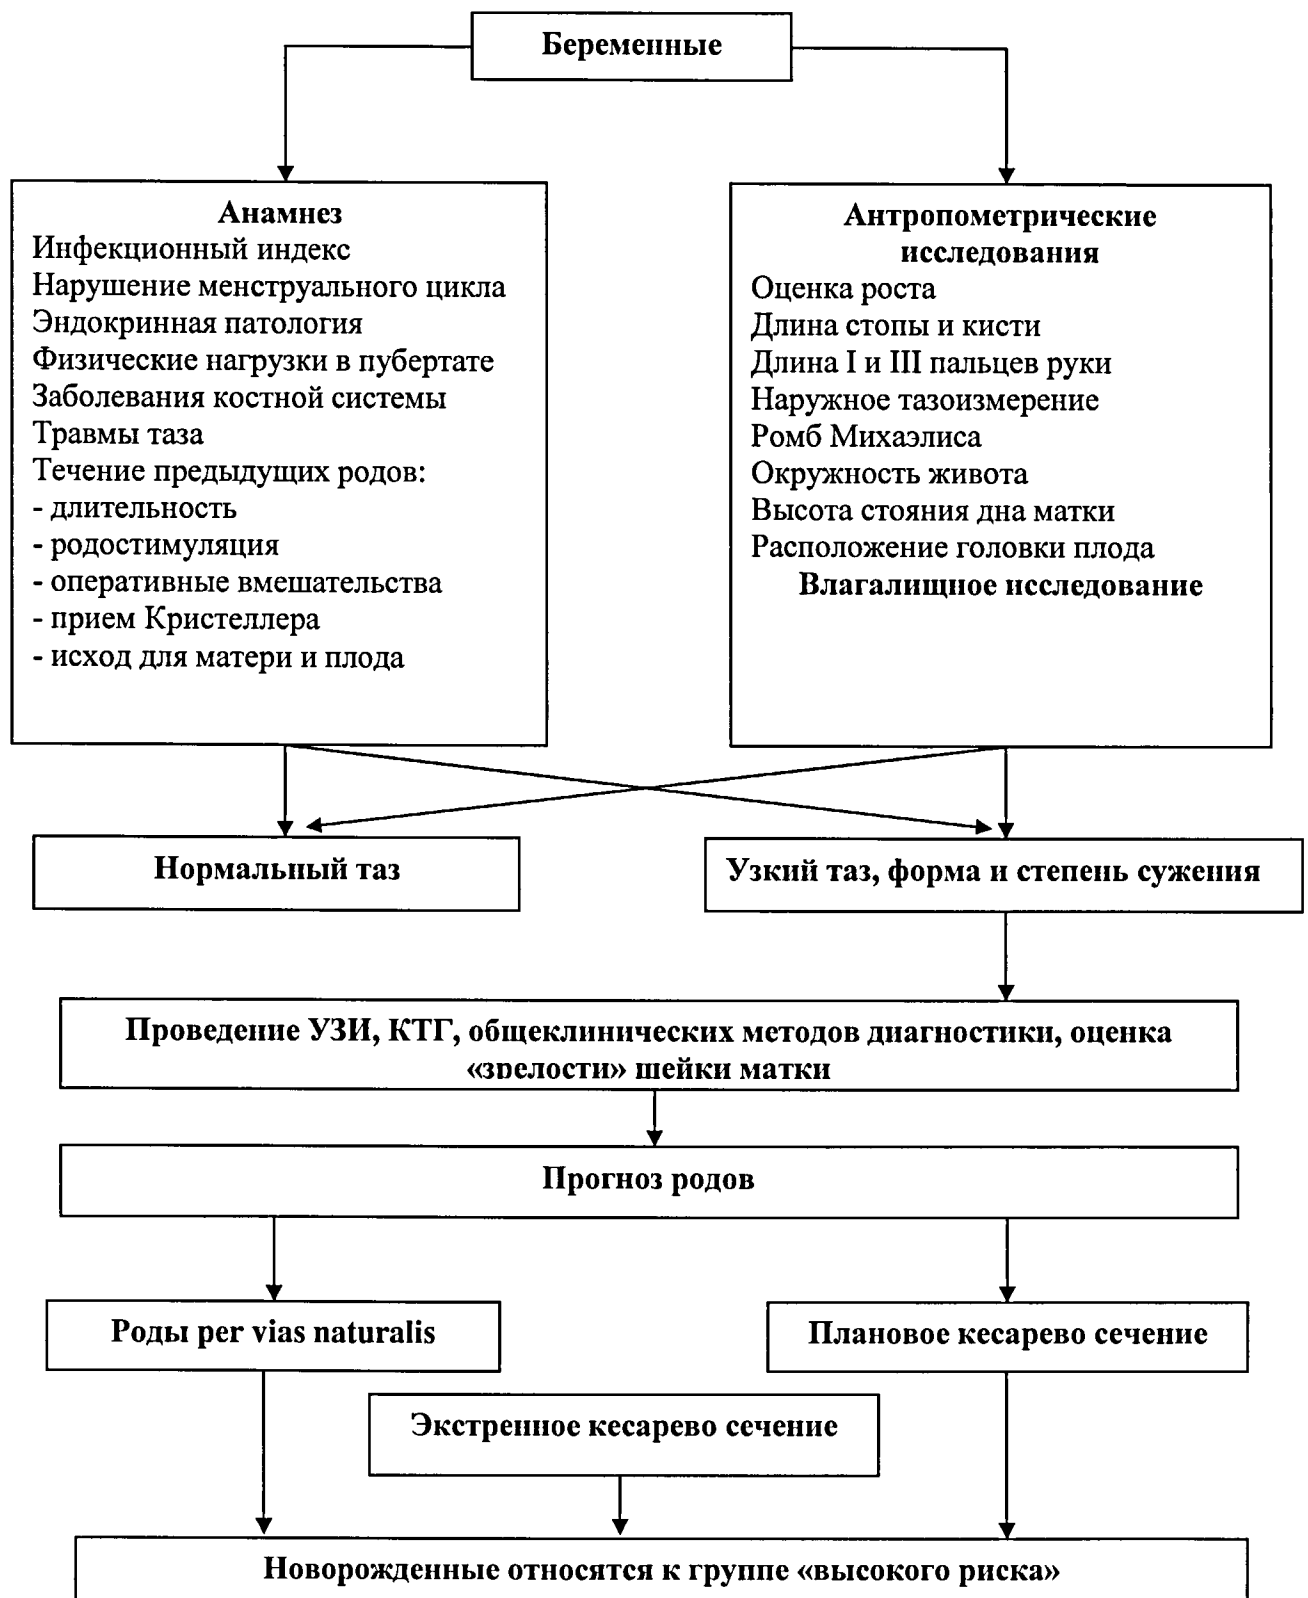 Беременные
Анамнез
Инфекционный индекс
Нарушение менструального цикла
Эндокринная патология
Физические нагрузки в пубертате
Заболевания костной системы
Травмы таза
Течение предыдущих родов:
- длительность
- родостимуляция
- оперативные вмешательства
- прием Кристеллера
- исход для матери и плода
Антропометрические
исследования
Оценка роста
Длина стопы и кисти
Длина I и III пальцев руки
Наружное тазоизмерение
Ромб Михаэлиса
Окружность живота
Высота стояния дна матки
Расположение головки плода
Влагалищное исследование
Нормальный таз
Узкий таз, форма и степень сужения
Проведение УЗИ, КТГ, общеклинических методов диагностики, оценка
«зрелости» шейки матки
Прогноз родов
Роды per vias naturalis
Плановое кесарево сечение
Экстренное кесарево сечение
Новорожденные относятся к группе «высокого риска»